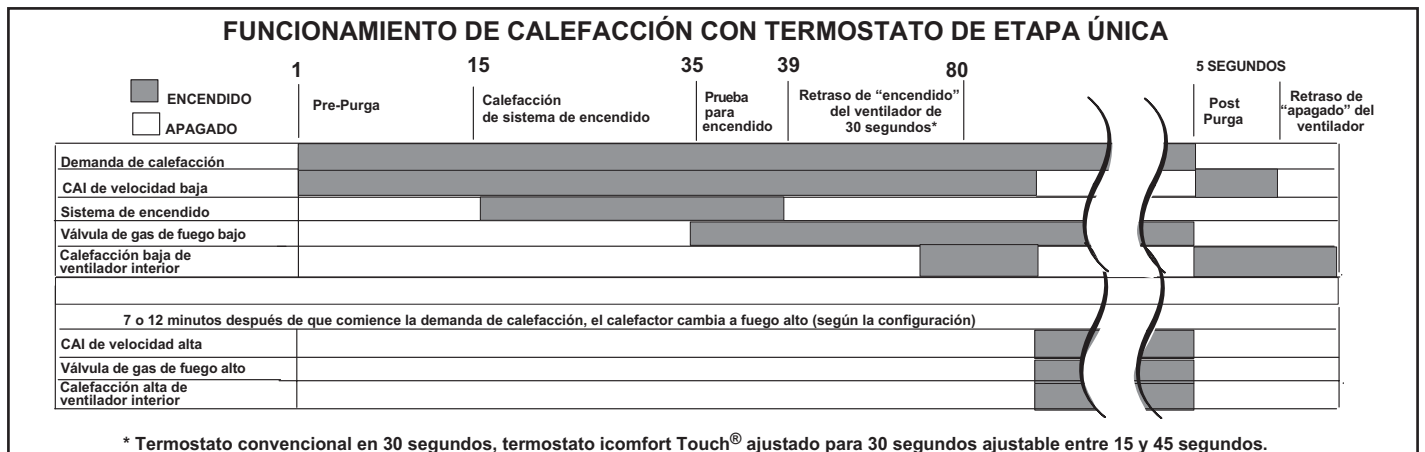 FUNCIONAMIENTO DE CALEFACCIÓN CON TERMOSTATO DE ETAPA ÚNICA
1 15 35 39 80 5 SEGUNDOS
ENCENDIDO
APAGADO
Pre-Purga
Calefacción
de sistema de encendido
Prueba
para
encendido
Retraso de “encendido”
del ventilador de
30 segundos*
Post
Purga
Retraso de
“apagado” del
ventilador
Demanda de calefacción
CAI de velocidad baja
Sistema de encendido
Válvula de gas de fuego bajo
Calefacción baja de
ventilador interior
7 o 12 minutos después de que comience la demanda de calefacción, el calefactor cambia a fuego alto (según la configuración)
CAI de velocidad alta
Válvula de gas de fuego alto
Calefacción alta de
ventilador interior
* Termostato convencional en 30 segundos, termostato icomfort Touch® ajustado para 30 segundos ajustable entre 15 y 45 segundos.